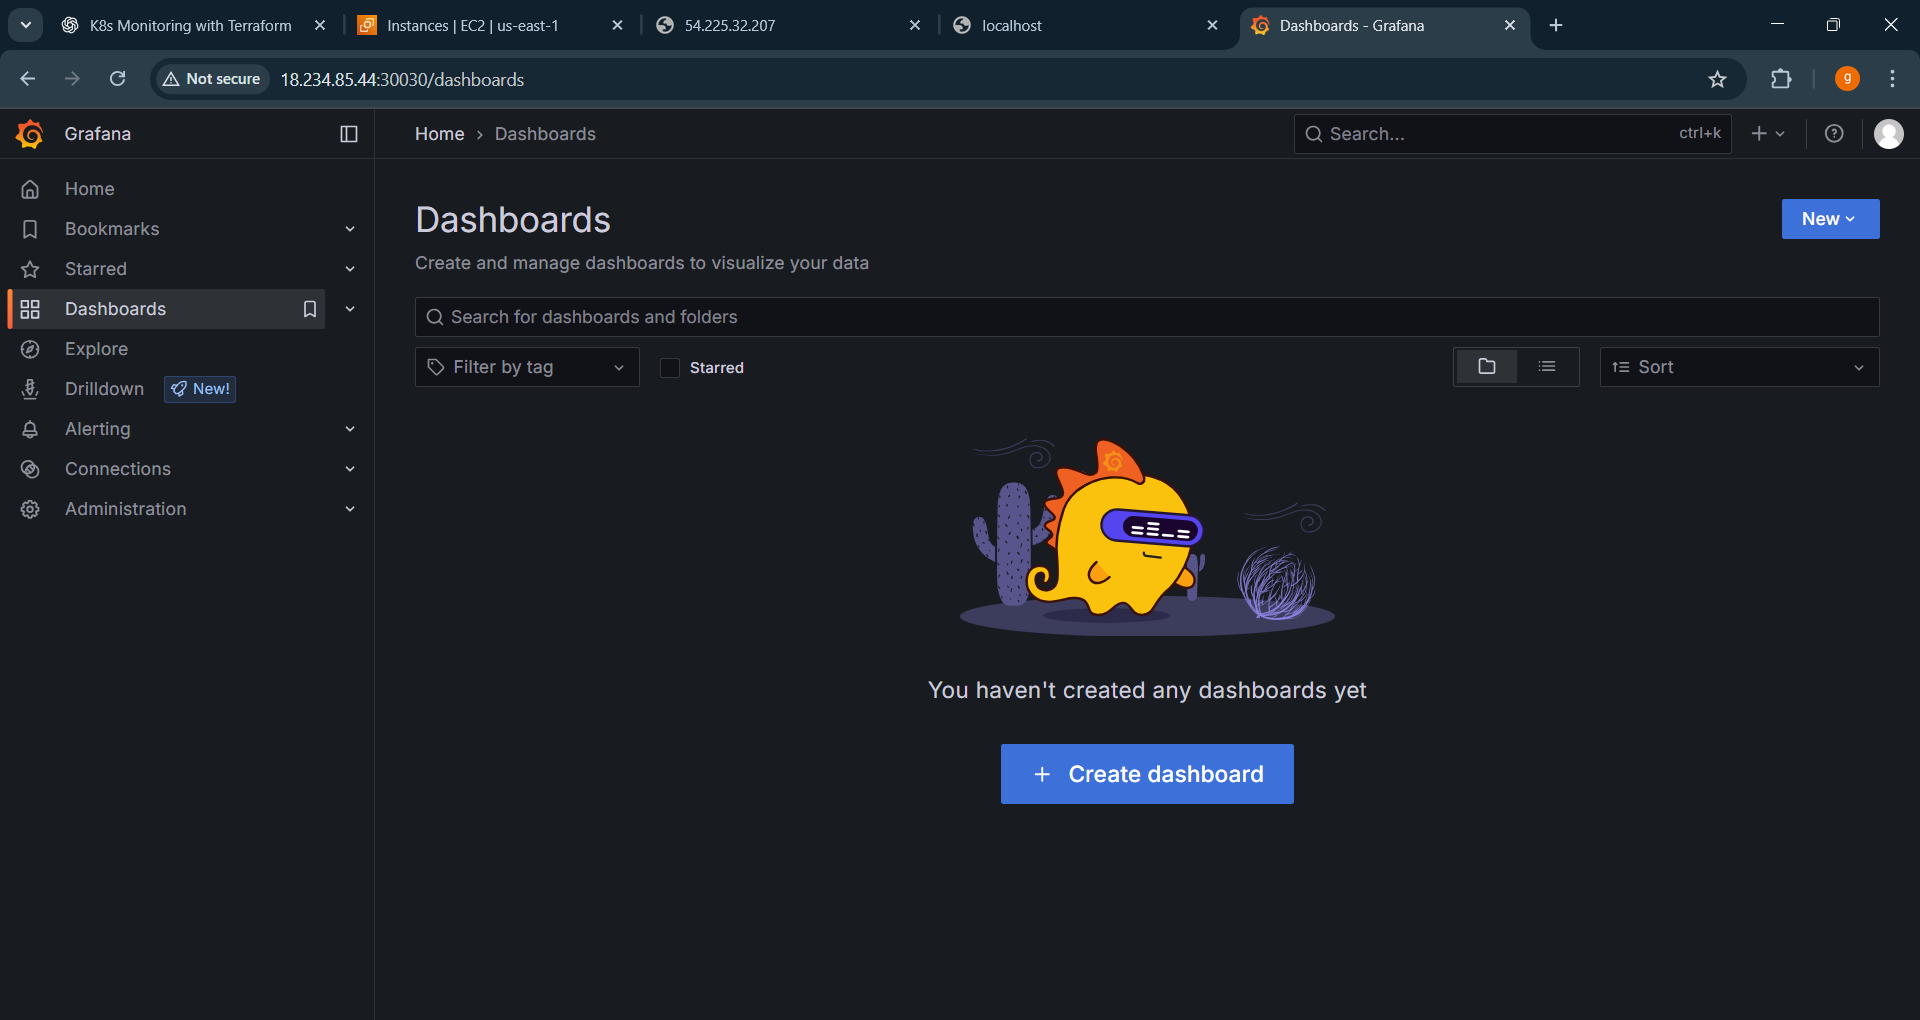 K8s Monitoring with Terraform
Instances | EC2 | us-east-1
54.225.32.207
localhost
Dashboards - Grafana
Not secure
18.234.85.44:30030/dashboards
g
Grafana
Home › Dashboards
Search...
ctrl+k
Home
Bookmarks
Starred
Dashboards
Explore
Drilldown
New!
Alerting
Connections
Administration
Dashboards
New
Create and manage dashboards to visualize your data
Search for dashboards and folders
Filter by tag
Starred
Sort
You haven't created any dashboards yet
+ Create dashboard